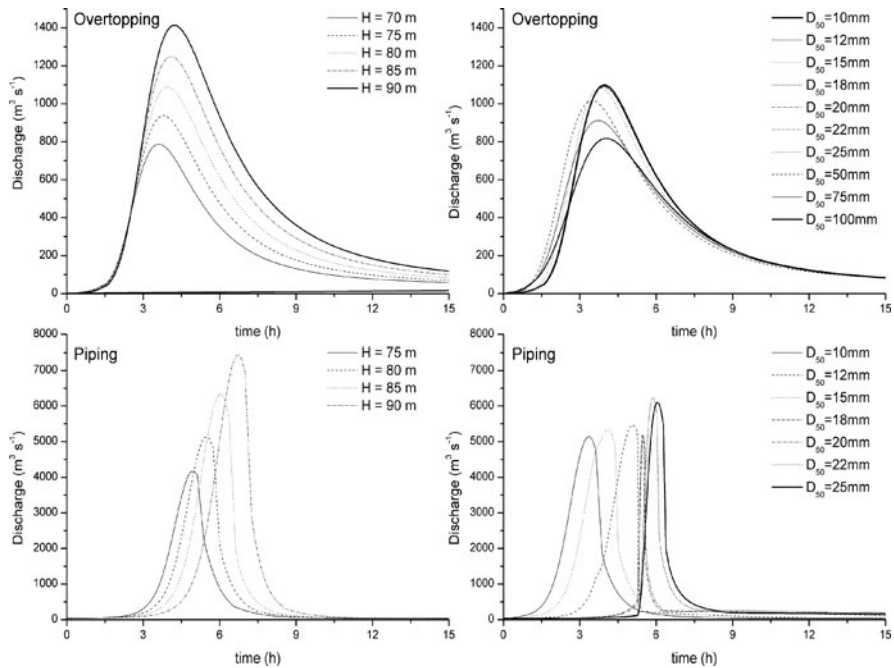 Overtopping
H = 70 m
H = 75 m
H = 80 m
H = 85 m
H = 90 m
Discharge (m³ s⁻¹)
1400
1200
1000
800
600
400
200
0
0 3 6 9 12 15
time (h)
Overtopping
D₅₀=10mm
D₅₀=12mm
D₅₀=15mm
D₅₀=18mm
D₅₀=20mm
D₅₀=22mm
D₅₀=25mm
D₅₀=50mm
D₅₀=75mm
D₅₀=100mm
Discharge (m³ s⁻¹)
1400
1200
1000
800
600
400
200
0
0 3 6 9 12 15
time (h)
Piping
H = 75 m
H = 80 m
H = 85 m
H = 90 m
Discharge (m³ s⁻¹)
8000
7000
6000
5000
4000
3000
2000
1000
0
0 3 6 9 12 15
time (h)
Piping
D₅₀=10mm
D₅₀=12mm
D₅₀=15mm
D₅₀=18mm
D₅₀=20mm
D₅₀=22mm
D₅₀=25mm
Discharge (m³ s⁻¹)
8000
7000
6000
5000
4000
3000
2000
1000
0
0 3 6 9 12 15
time (h)